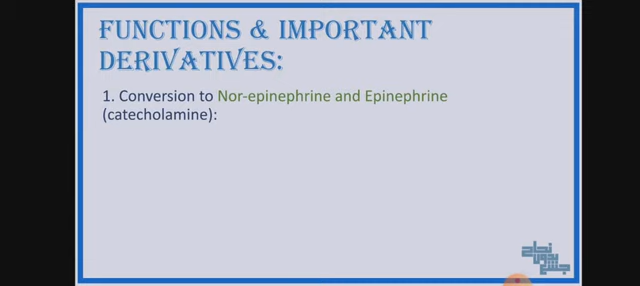 FUNCTIONS & IMPORTANT
DERIVATIVES:
1. Conversion to Nor-epinephrine and Epinephrine
(catecholamine):